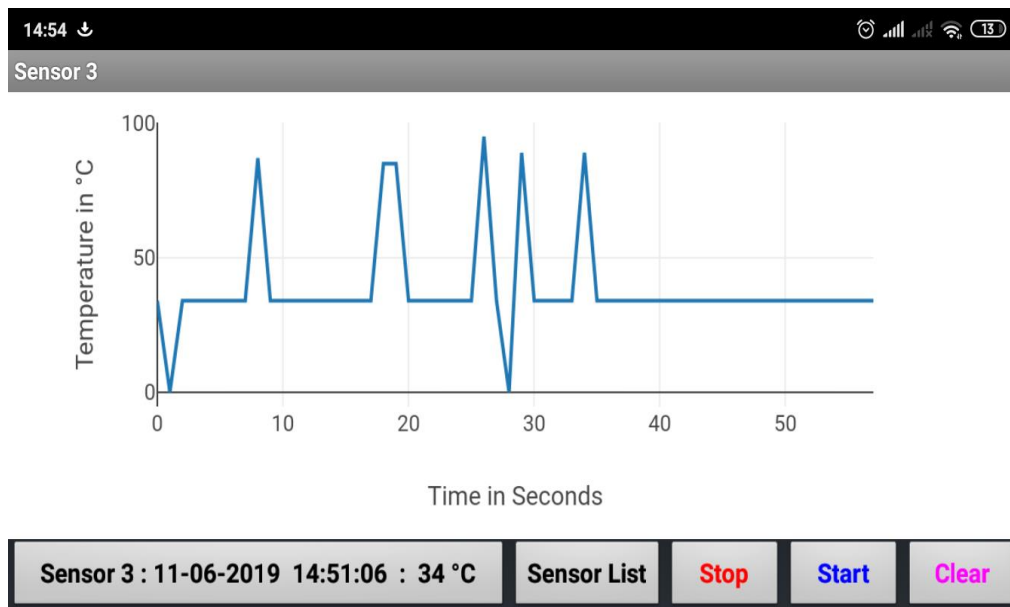 14:54 13
Sensor 3
100
50
0
Temperature in °C
0 10 20 30 40 50
Time in Seconds
Sensor 3 : 11-06-2019 14:51:06 : 34 °C Sensor List Stop Start Clear